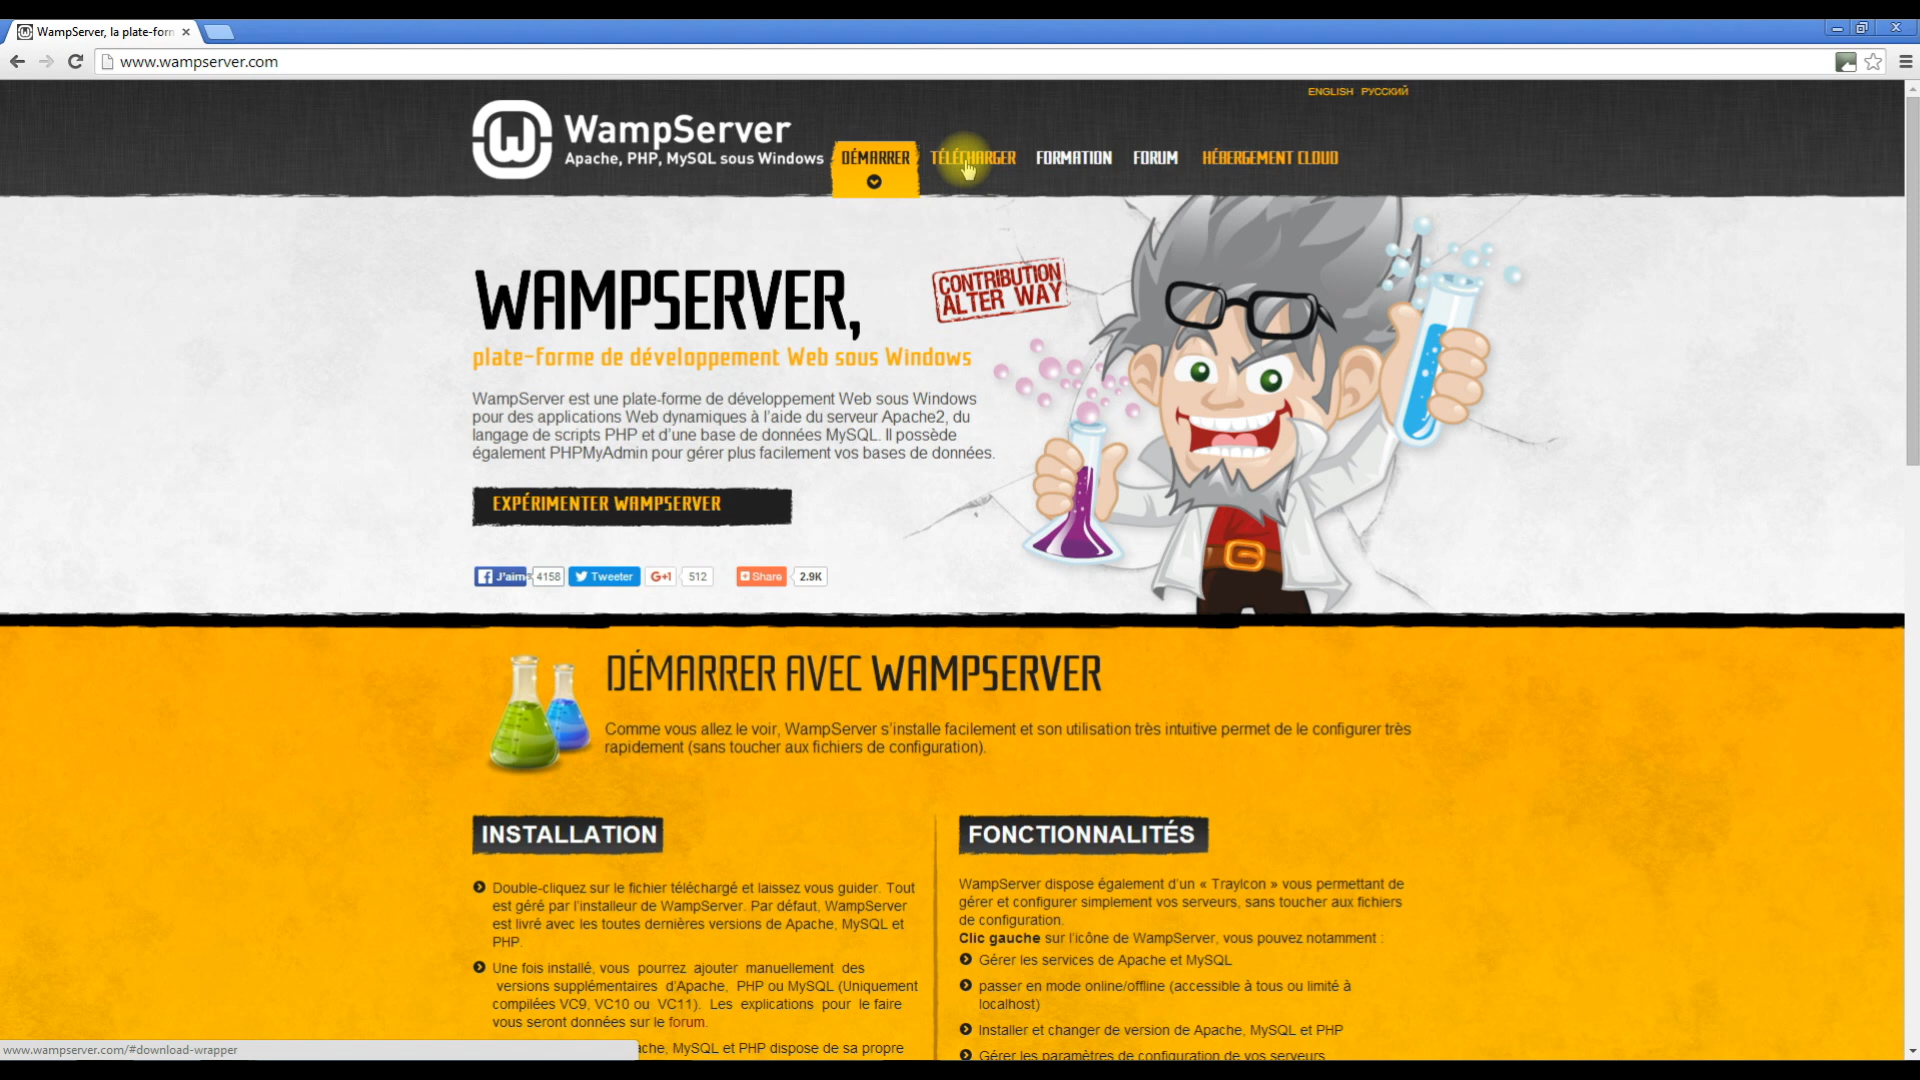 WampServer, la plate-forn
www.wampserver.com
ENGLISH РУССКИЙ
WampServer
Apache, PHP, MySQL sous Windows
DÉMARRER TÉLÉCHARGER FORMATION FORUM HÉBERGEMENT CLOUD
WAMPSERVER,
plate-forme de développement Web sous Windows
CONTRIBUTION
ALTER WAY
WampServer est une plate-forme de développement Web sous Windows
pour des applications Web dynamiques à l'aide du serveur Apache2, du
langage de scripts PHP et d'une base de données MySQL. Il possède
également PHPMyAdmin pour gérer plus facilement vos bases de données.
EXPÉRIMENTER WAMPSERVER
J'aime 4158 Tweeter G+1 512 Share 2.9K
DÉMARRER AVEC WAMPSERVER
Comme vous allez le voir, WampServer s'installe facilement et son utilisation très intuitive permet de le configurer très
rapidement (sans toucher aux fichiers de configuration).
INSTALLATION
Double-cliquez sur le fichier téléchargé et laissez vous guider. Tout
est géré par l'installeur de WampServer. Par défaut, WampServer
est livré avec les toutes dernières versions de Apache, MySQL et
PHP.
Une fois installé, vous pourrez ajouter manuellement des
versions supplémentaires d'Apache, PHP ou MySQL (Uniquement
compilées VC9, VC10 ou VC11). Les explications pour le faire
vous seront données sur le forum.
ache, MySQL et PHP dispose de sa propre
FONCTIONNALITÉS
WampServer dispose également d'un « TrayIcon » vous permettant de
gérer et configurer simplement vos serveurs, sans toucher aux fichiers
de configuration.
Clic gauche sur l'icône de WampServer, vous pouvez notamment :
Gérer les services de Apache et MySQL
passer en mode online/offline (accessible à tous ou limité à
localhost)
Installer et changer de version de Apache, MySQL et PHP
Gérer les paramètres de configuration de vos serveurs
www.wampserver.com/#download-wrapper